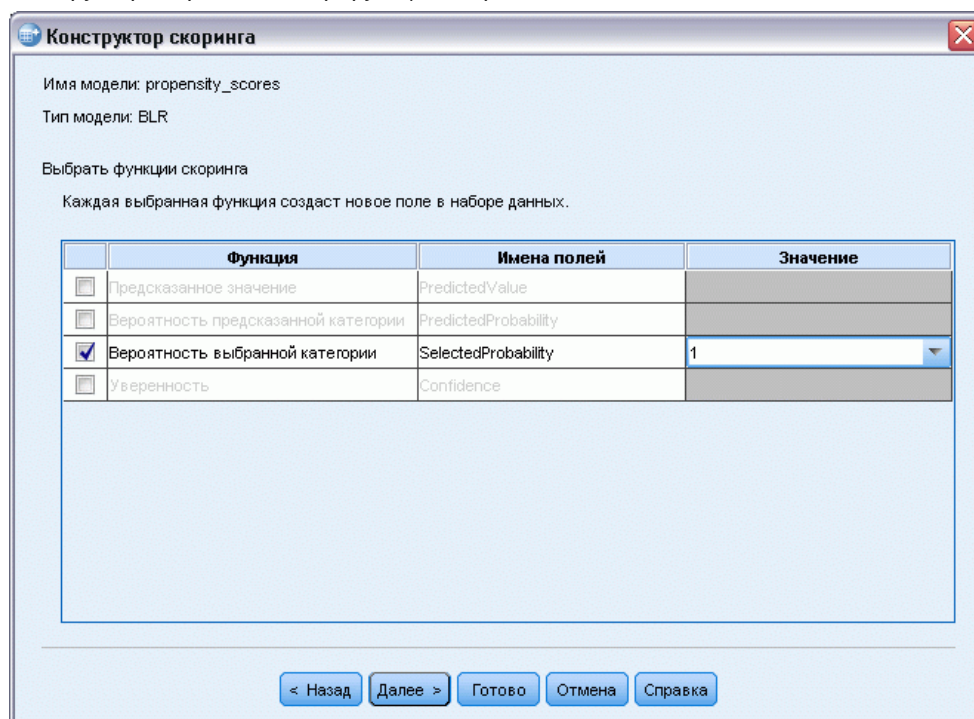 Конструктор скоринга
Имя модели: propensity_scores
Тип модели: BLR
Выбрать функции скоринга
Каждая выбранная функция создаст новое поле в наборе данных.
Функция Имена полей Значение
Предсказанное значение PredictedValue
Вероятность предсказанной категории PredictedProbability
Вероятность выбранной категории SelectedProbability 1
Уверенность Confidence
< Назад Далее > Готово Отмена Справка